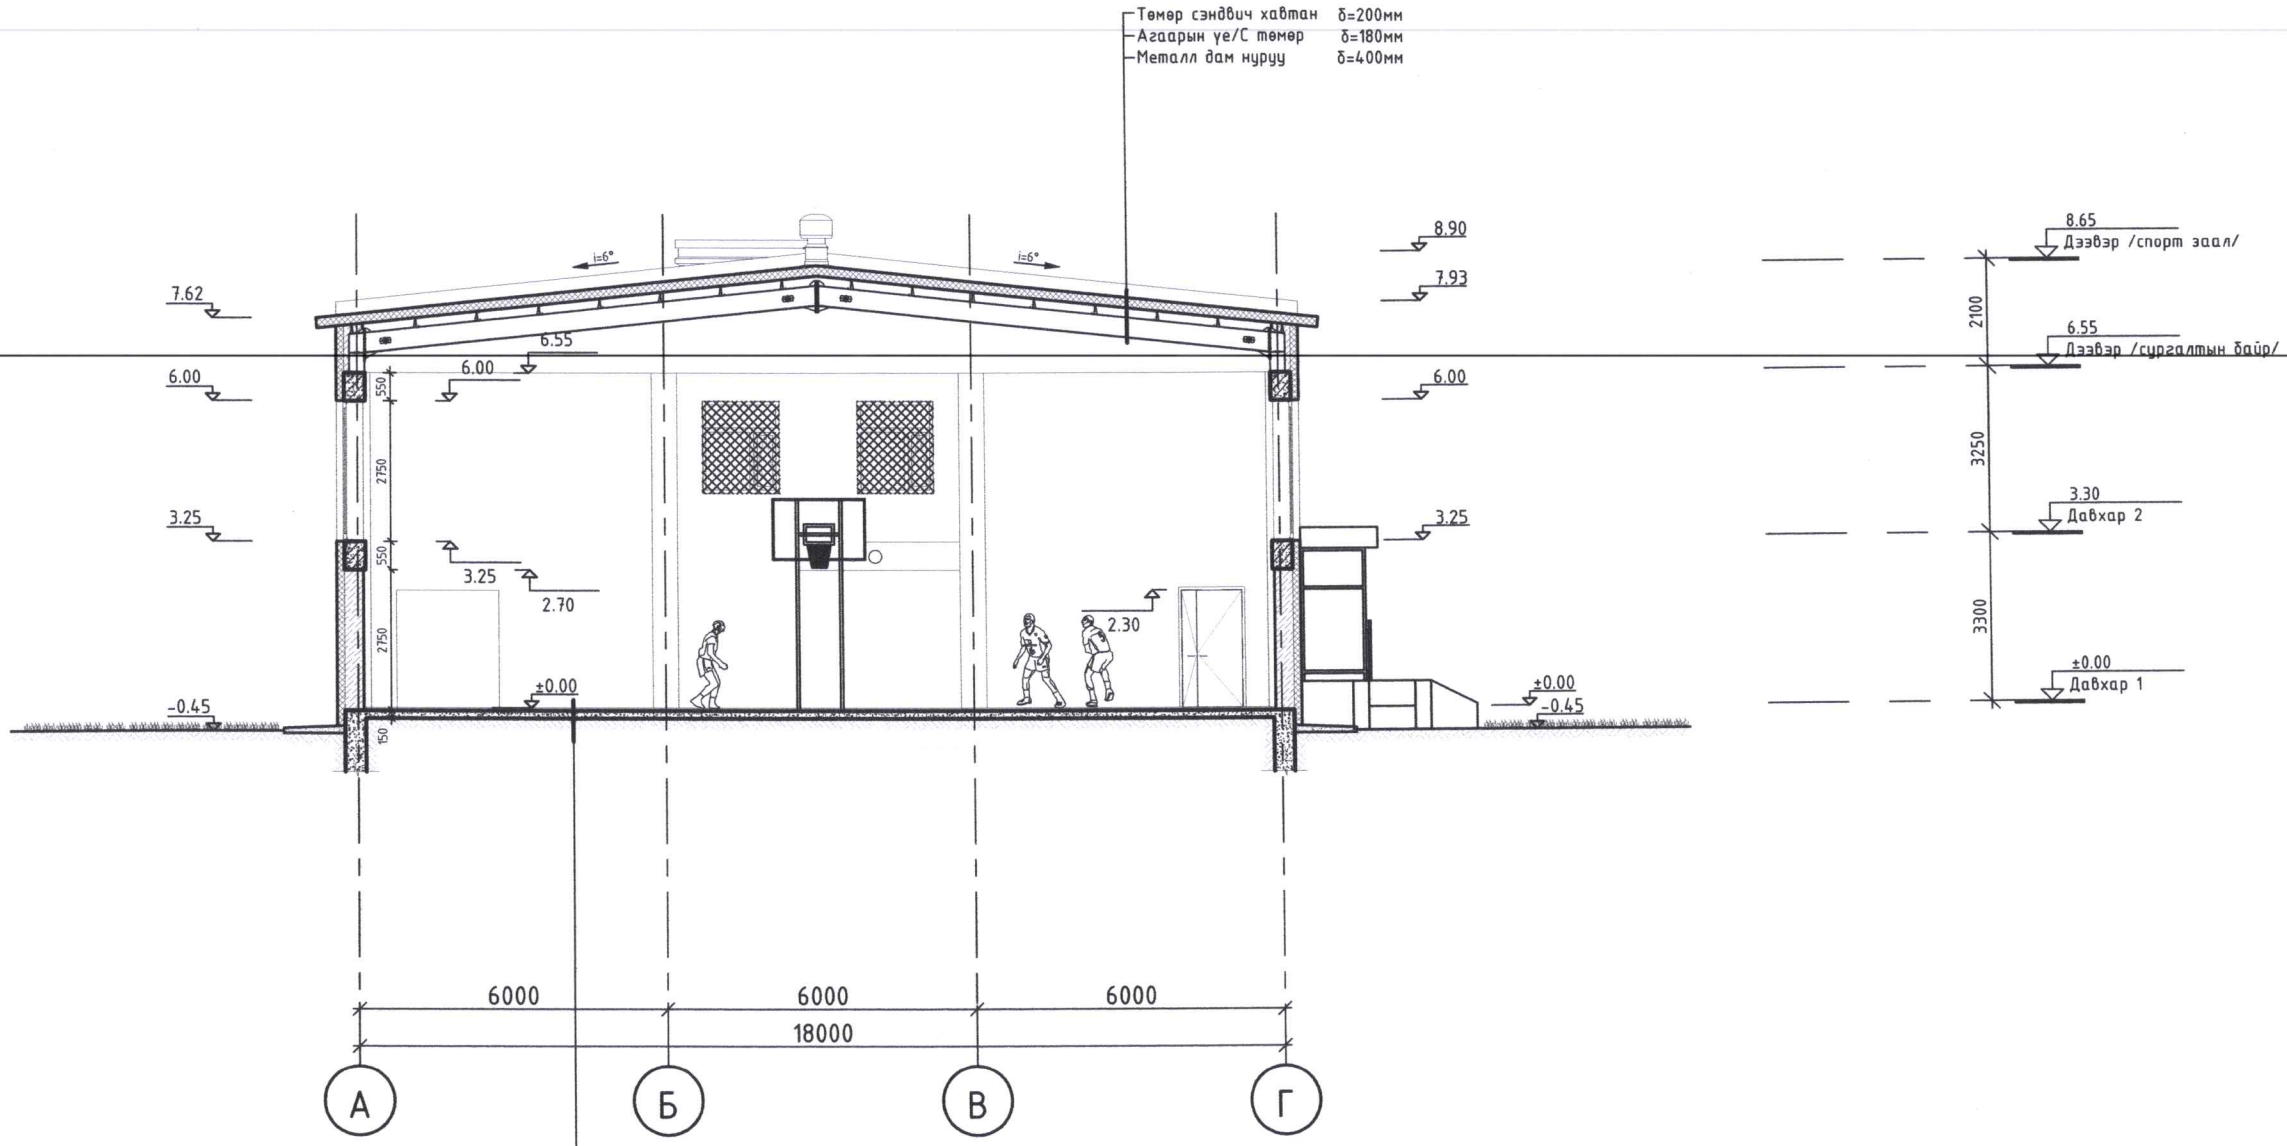 Төмөр сэндвич хавтан δ=200мм
Агаарын үе/С төмөр δ=180мм
Металл дам нуруу δ=400мм
8.65
Дээвэр /спорт заал/
8.90
i=6°
i=6°
7.93
7.62
2100
6.55
Дээвэр /сургалтын байр/
6.55
6.00
6.00
6.00
550
3250
2750
3.30
Давхар 2
3.25
3.25
550
3.25
2.70
2.30
3300
2750
±0.00
Давхар 1
±0.00
±0.00
-0.45
-0.45
150
6000 6000 6000
18000
А Б В Г